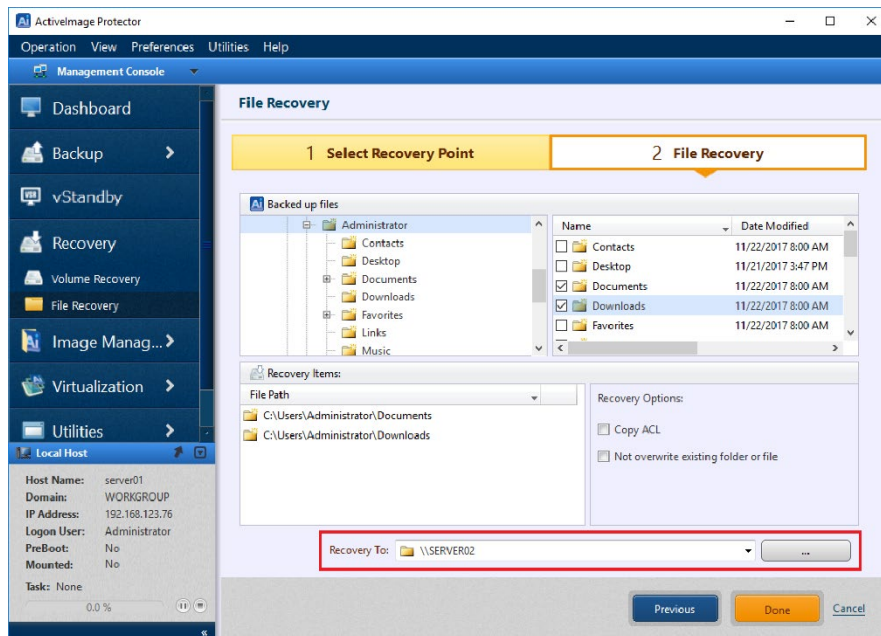 ActiveImage Protector
Operation View Preferences Utilities Help
Management Console
Dashboard
Backup
vStandby
Recovery
Volume Recovery
File Recovery
Image Manag...
Virtualization
Utilities
Local Host
Host Name: server01
Domain: WORKGROUP
IP Address: 192.168.123.76
Logon User: Administrator
PreBoot: No
Mounted: No
Task: None
0.0 %
File Recovery
1 Select Recovery Point
2 File Recovery
Ai Backed up files
Administrator
Contacts
Desktop
Documents
Downloads
Favorites
Links
Music
Name Date Modified
Contacts 11/22/2017 8:00 AM
Desktop 11/21/2017 3:47 PM
Documents 11/22/2017 8:00 AM
Downloads 11/22/2017 8:00 AM
Favorites 11/22/2017 8:00 AM
Recovery Items:
File Path
C:\Users\Administrator\Documents
C:\Users\Administrator\Downloads
Recovery Options:
Copy ACL
Not overwrite existing folder or file
Recovery To: \\SERVER02 ...
Previous Done Cancel